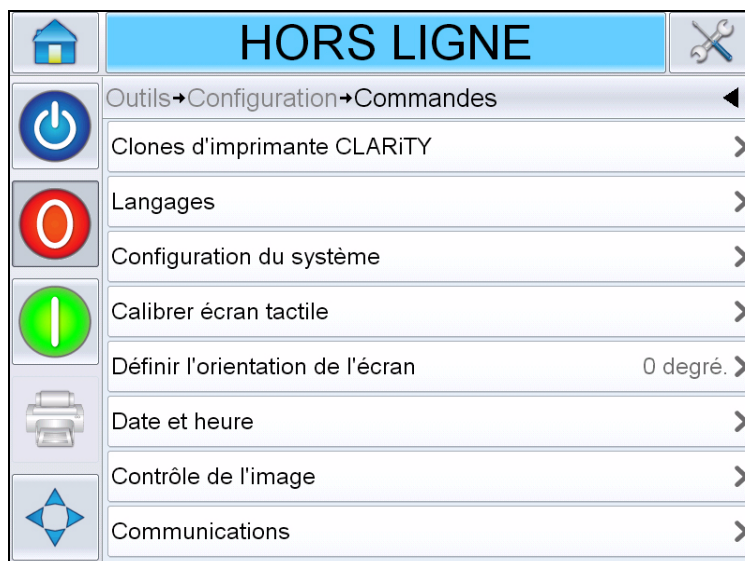 HORS LIGNE
Outils→Configuration→Commandes
Clones d'imprimante CLARiTY
Langages
Configuration du système
Calibrer écran tactile
Définir l'orientation de l'écran 0 degré.
Date et heure
Contrôle de l'image
Communications